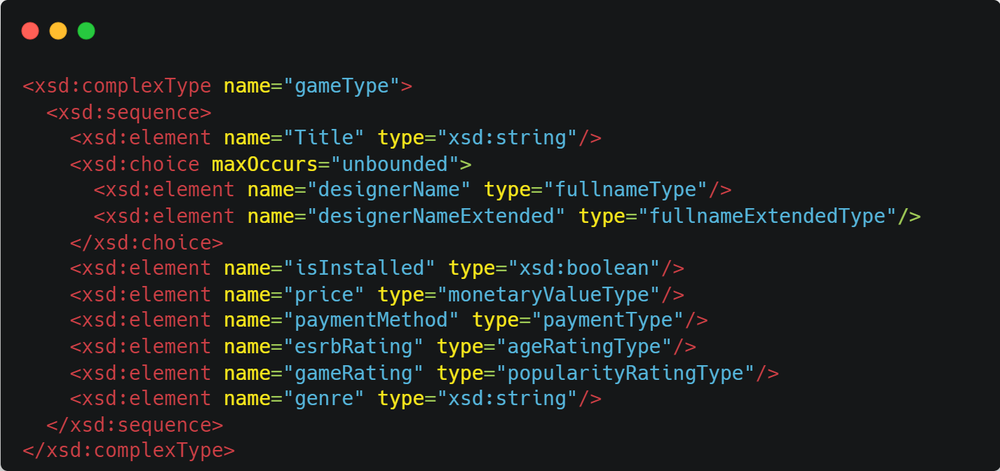 <xsd:complexType name="gameType">
  <xsd:sequence>
    <xsd:element name="Title" type="xsd:string"/>
    <xsd:choice maxOccurs="unbounded">
      <xsd:element name="designerName" type="fullnameType"/>
      <xsd:element name="designerNameExtended" type="fullnameExtendedType"/>
    </xsd:choice>
    <xsd:element name="isInstalled" type="xsd:boolean"/>
    <xsd:element name="price" type="monetaryValueType"/>
    <xsd:element name="paymentMethod" type="paymentType"/>
    <xsd:element name="esrbRating" type="ageRatingType"/>
    <xsd:element name="gameRating" type="popularityRatingType"/>
    <xsd:element name="genre" type="xsd:string"/>
  </xsd:sequence>
</xsd:complexType>